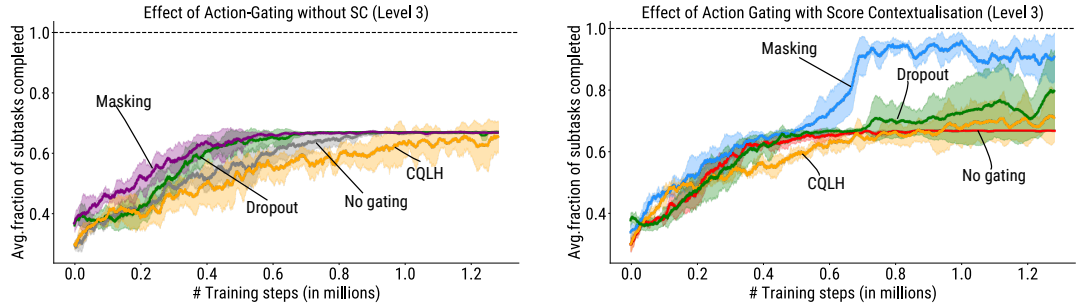 Effect of Action-Gating without SC (Level 3)
Avg.fraction of subtasks completed
1.0
0.8
0.6
0.4
Masking
Dropout
No gating
CQLH
0.0 0.2 0.4 0.6 0.8 1.0 1.2
# Training steps (in millions)
Effect of Action Gating with Score Contextualisation (Level 3)
Avg.fraction of subtasks completed
1.0
0.8
0.6
0.4
Masking
Dropout
CQLH
No gating
0.0 0.2 0.4 0.6 0.8 1.0 1.2
# Training steps (in millions)